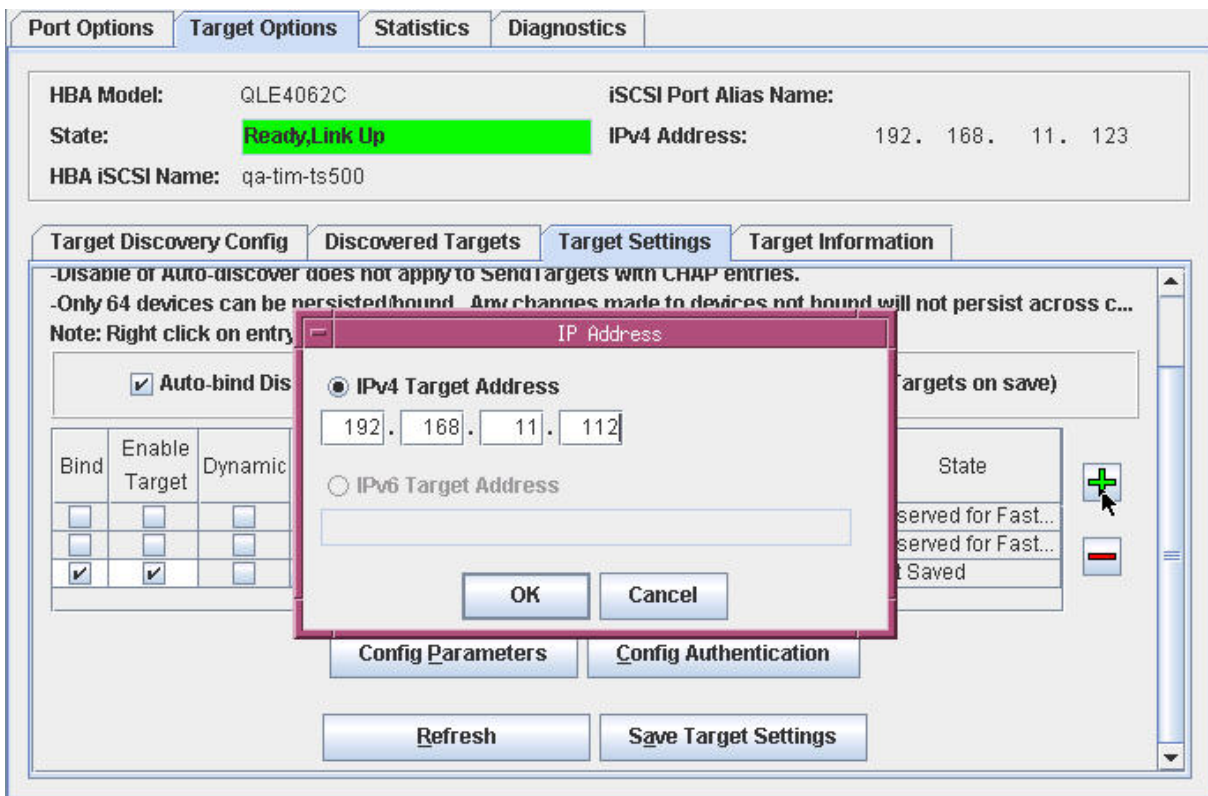 Port Options Target Options Statistics Diagnostics
HBA Model: QLE4062C iSCSI Port Alias Name:
State: Ready,Link Up IPv4 Address: 192. 168. 11. 123
HBA iSCSI Name: qa-tim-ts500
Target Discovery Config Discovered Targets Target Settings Target Information
-Disable of Auto-discover does not apply to SendTargets with CHAP entries.
-Only 64 devices can be persisted/bound. Any changes made to devices not bound will not persist across c...
Note: Right click on entry
IP Address
Auto-bind Dis
Targets on save)
IPv4 Target Address
192. 168. 11. 112
Bind Enable Target Dynamic State
IPv6 Target Address
served for Fast...
served for Fast...
t Saved
OK Cancel
Config Parameters Config Authentication
Refresh Save Target Settings